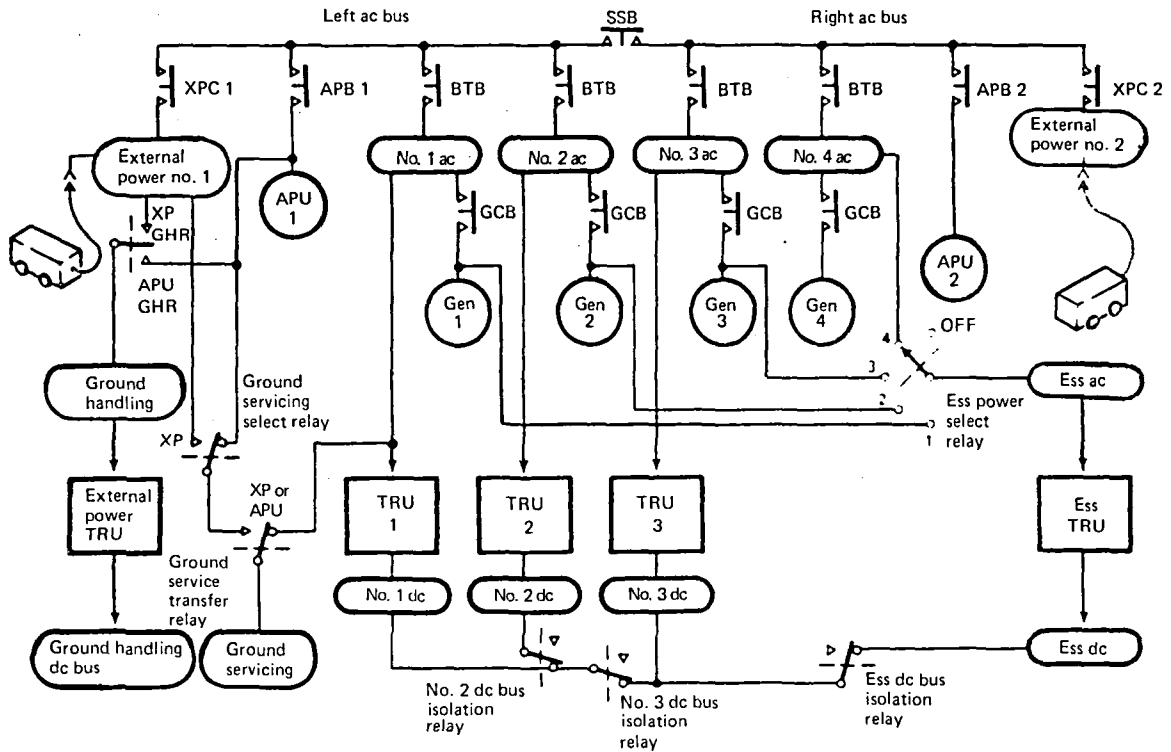 Left ac bus
SSB
Right ac bus
XPC 1
APB 1
BTB
BTB
BTB
BTB
APB 2
XPC 2
External
power no. 1
No. 1 ac
No. 2 ac
No. 3 ac
No. 4 ac
External
power no. 2
XP
GHR
APU
1
GCB
GCB
GCB
GCB
APU
GHR
Gen
1
Gen
2
Gen
3
Gen
4
APU
2
OFF
4
3
2
1
Ground
handling
Ground
servicing
select relay
Ess power
select
relay
Ess ac
XP
External
power
TRU
XP or
APU
TRU
1
TRU
2
TRU
3
Ess
TRU
Ground
service
transfer
relay
No. 1 dc
No. 2 dc
No. 3 dc
Ground handling
dc bus
Ground
servicing
No. 2 dc bus
isolation
relay
No. 3 dc bus
isolation
relay
Ess dc bus
isolation
relay
Ess dc